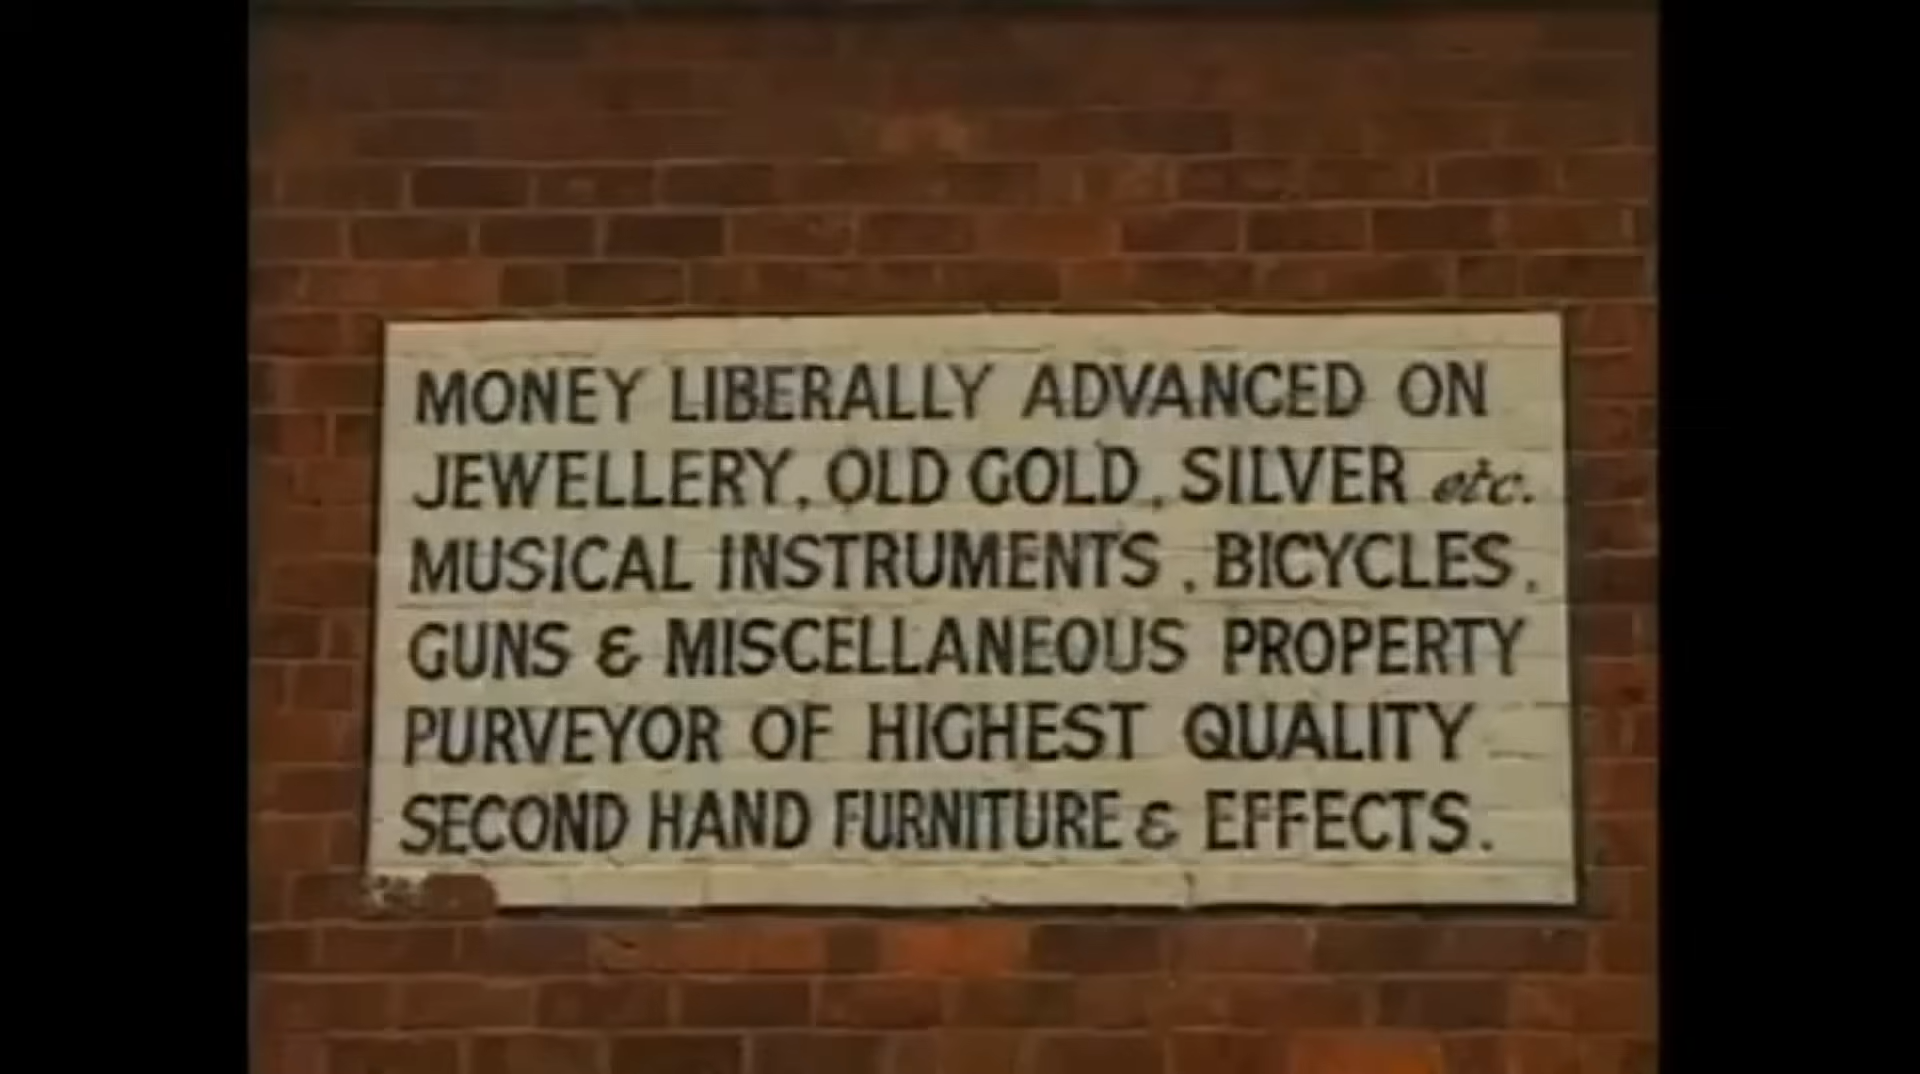 MONEY LIBERALLY ADVANCED ON
JEWELLERY, OLD GOLD, SILVER etc.
MUSICAL INSTRUMENTS, BICYCLES,
GUNS & MISCELLANEOUS PROPERTY
PURVEYOR OF HIGHEST QUALITY
SECOND HAND FURNITURE & EFFECTS.